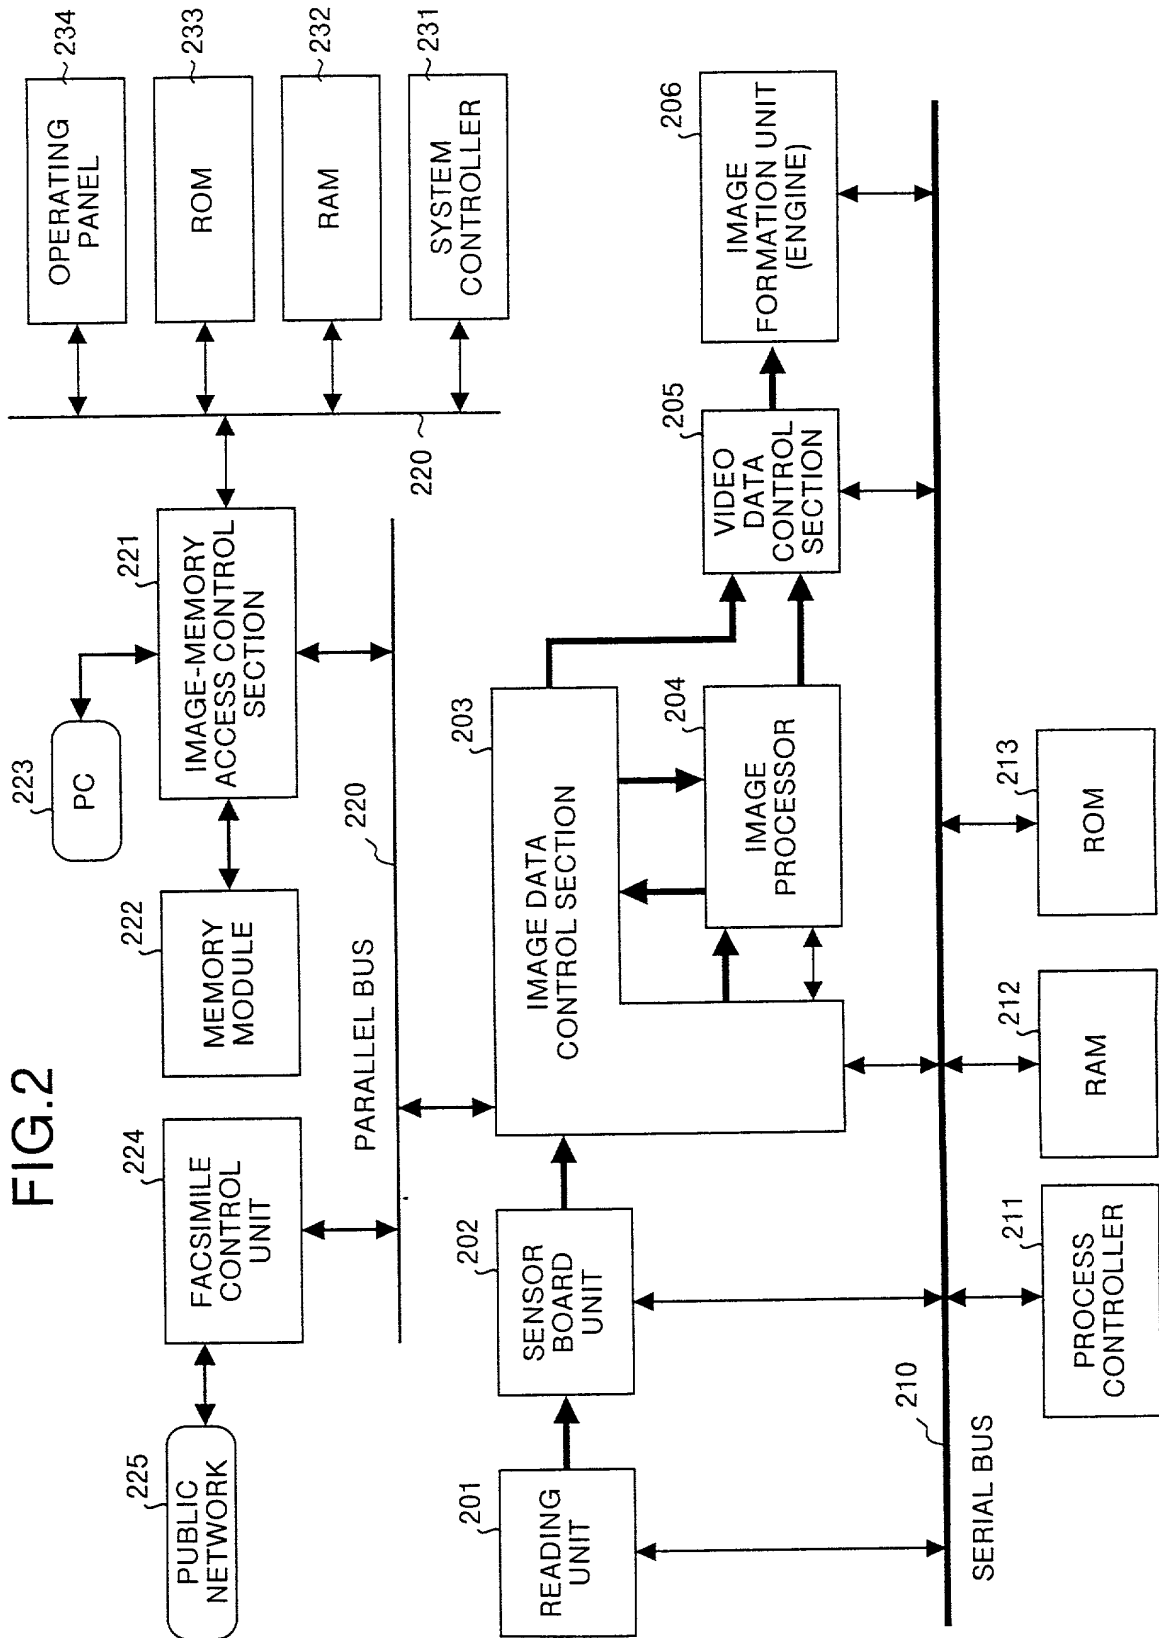 FIG.2
225
PUBLIC
NETWORK
224
FACSIMILE
CONTROL
UNIT
222
MEMORY
MODULE
223
PC
221
IMAGE-MEMORY
ACCESS CONTROL
SECTION
234
OPERATING
PANEL
233
ROM
232
RAM
231
SYSTEM
CONTROLLER
220
PARALLEL BUS
220
201
READING
UNIT
202
SENSOR
BOARD
UNIT
203
IMAGE DATA
CONTROL SECTION
204
IMAGE
PROCESSOR
205
VIDEO
DATA
CONTROL
SECTION
206
IMAGE
FORMATION UNIT
(ENGINE)
SERIAL BUS
210
211
PROCESS
CONTROLLER
212
RAM
213
ROM